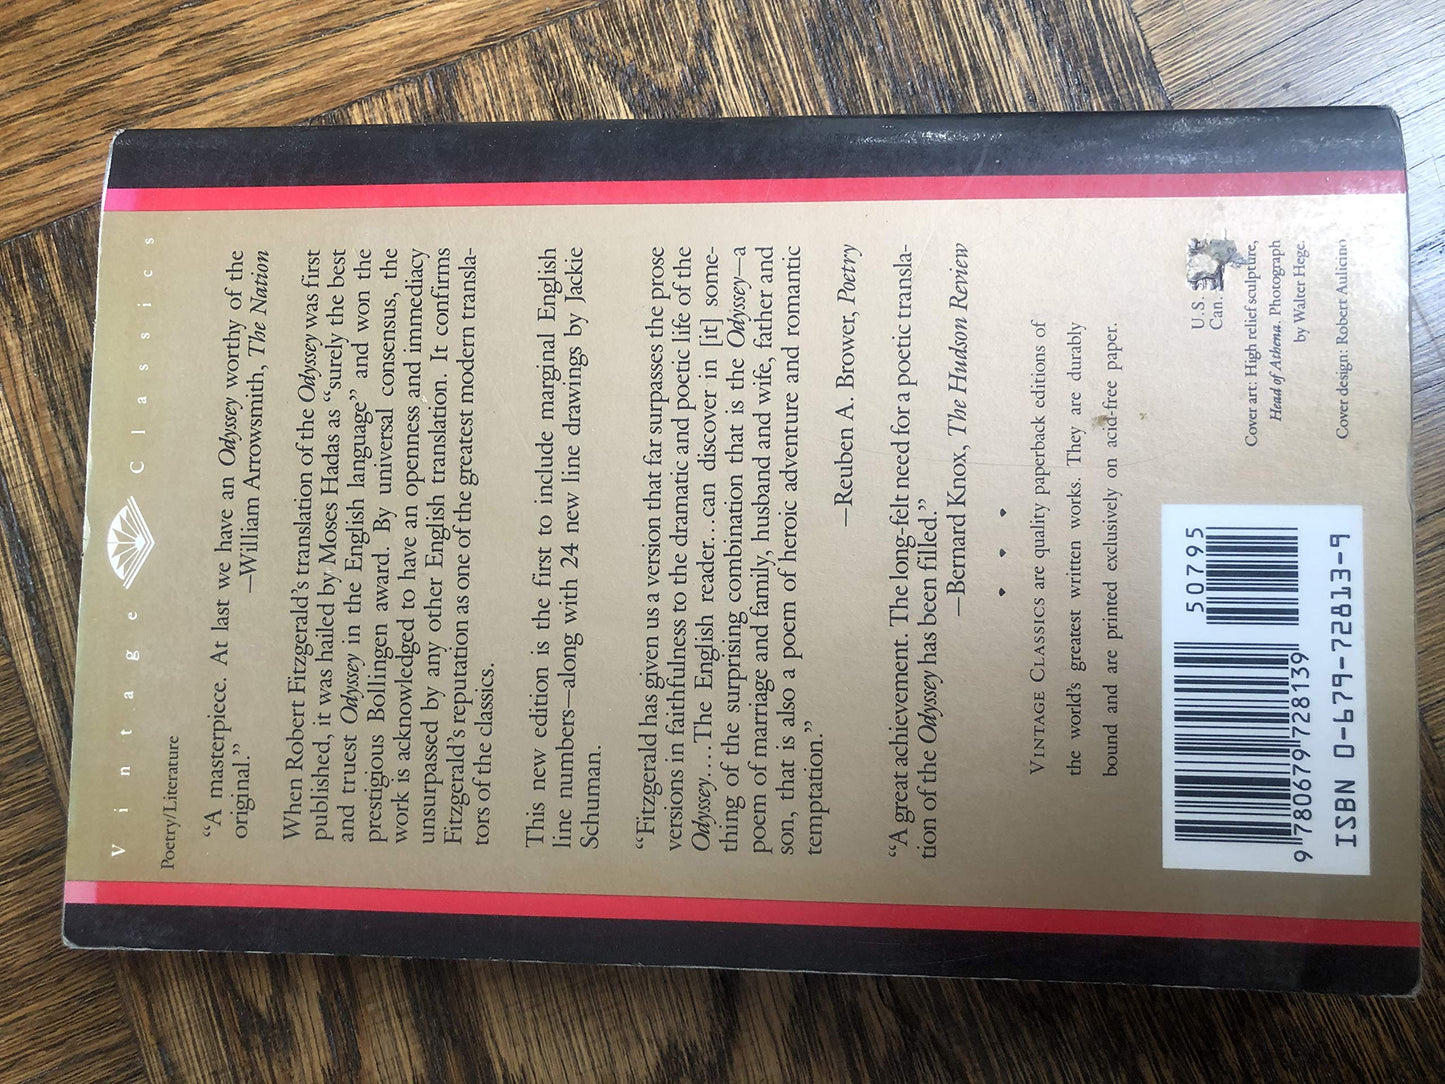 Vintage Classics
Poetry/Literature
“A masterpiece. At last we have an Odyssey worthy of the
original.”
—William Arrowsmith, The Nation
When Robert Fitzgerald’s translation of the Odyssey was first
published, it was hailed by Moses Hadas as “surely the best
and truest Odyssey in the English language” and won the
prestigious Bollingen award. By universal consensus, the
work is acknowledged to have an openness and immediacy
unsurpassed by any other English translation. It confirms
Fitzgerald’s reputation as one of the greatest modern transla-
tors of the classics.
This new edition is the first to include marginal English
line numbers—along with 24 new line drawings by Jackie
Schuman.
“Fitzgerald has given us a version that far surpasses the prose
versions in faithfulness to the dramatic and poetic life of the
Odyssey....The English reader...can discover in [it] some-
thing of the surprising combination that is the Odyssey—a
poem of marriage and family, husband and wife, father and
son, that is also a poem of heroic adventure and romantic
temptation.”
—Reuben A. Brower, Poetry
“A great achievement. The long-felt need for a poetic transla-
tion of the Odyssey has been filled.”
—Bernard Knox, The Hudson Review
VINTAGE CLASSICS are quality paperback editions of
the world’s greatest written works. They are durably
bound and are printed exclusively on acid-free paper.
U.S.
Can.
Cover art: High relief sculpture,
Head of Athena. Photograph
by Walter Hege.
Cover design: Robert Aulicino
50795
9 780679 728139
ISBN 0-679-72813-9